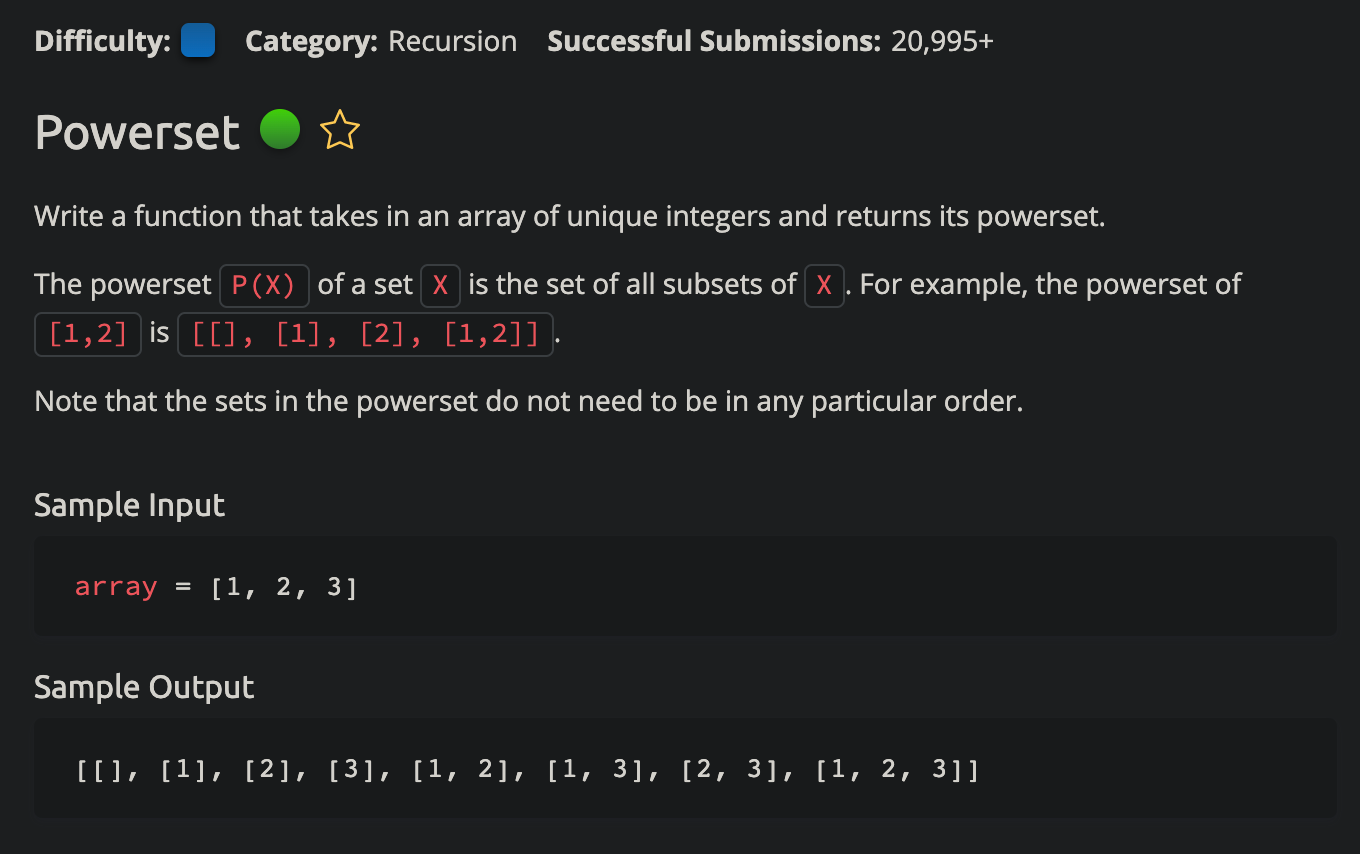 Difficulty: Category: Recursion Successful Submissions: 20,995+
Powerset
Write a function that takes in an array of unique integers and returns its powerset.
The powerset P(X) of a set X is the set of all subsets of X. For example, the powerset of
[1,2] is [[], [1], [2], [1,2]].
Note that the sets in the powerset do not need to be in any particular order.
Sample Input
array = [1, 2, 3]
Sample Output
[[], [1], [2], [3], [1, 2], [1, 3], [2, 3], [1, 2, 3]]